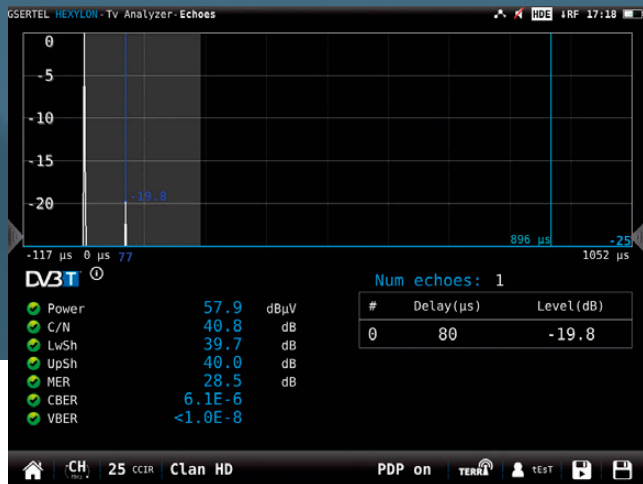 GSERTEL HEXYLON-Tv Analyzer-Echoes HDE ↓RF 17:18
0
-5
-10
-15
-20
-19.8
896 µs
-25
-117 µs 0 µs 77 1052 µs
DVB T
Num echoes: 1
# Delay(µs) Level(dB)
0 80 -19.8
Power 57.9 dBµV
C/N 40.8 dB
LwSh 39.7 dB
UpSh 40.0 dB
MER 28.5 dB
CBER 6.1E-6
VBER <1.0E-8
CH MHz 25 CCIR Clan HD PDP on TERR tEsT